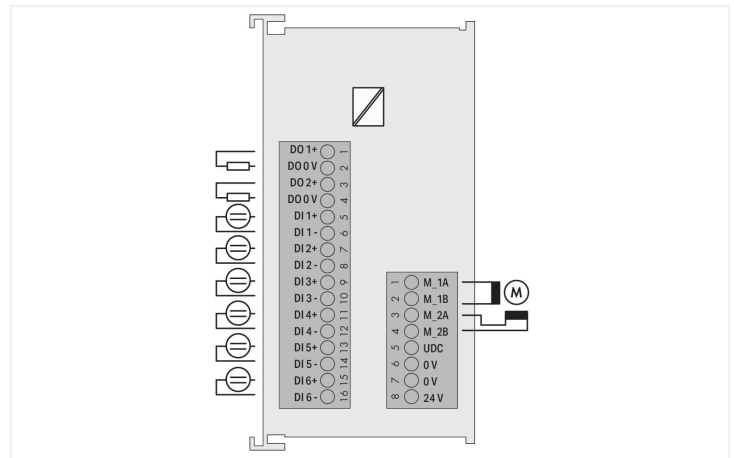 DO 1+ 1
DO 0 V 2
DO 2+ 3
DO 0 V 4
DI 1+ 5
DI 1- 6
DI 2+ 7
DI 2- 8
DI 3+ 9
DI 3- 10
DI 4+ 11
DI 4- 12
DI 5+ 13
DI 5- 14
DI 6+ 15
DI 6- 16
1 M_1A
2 M_1B
3 M_2A
4 M_2B
5 UDC
6 0 V
7 0 V
8 24 V
M